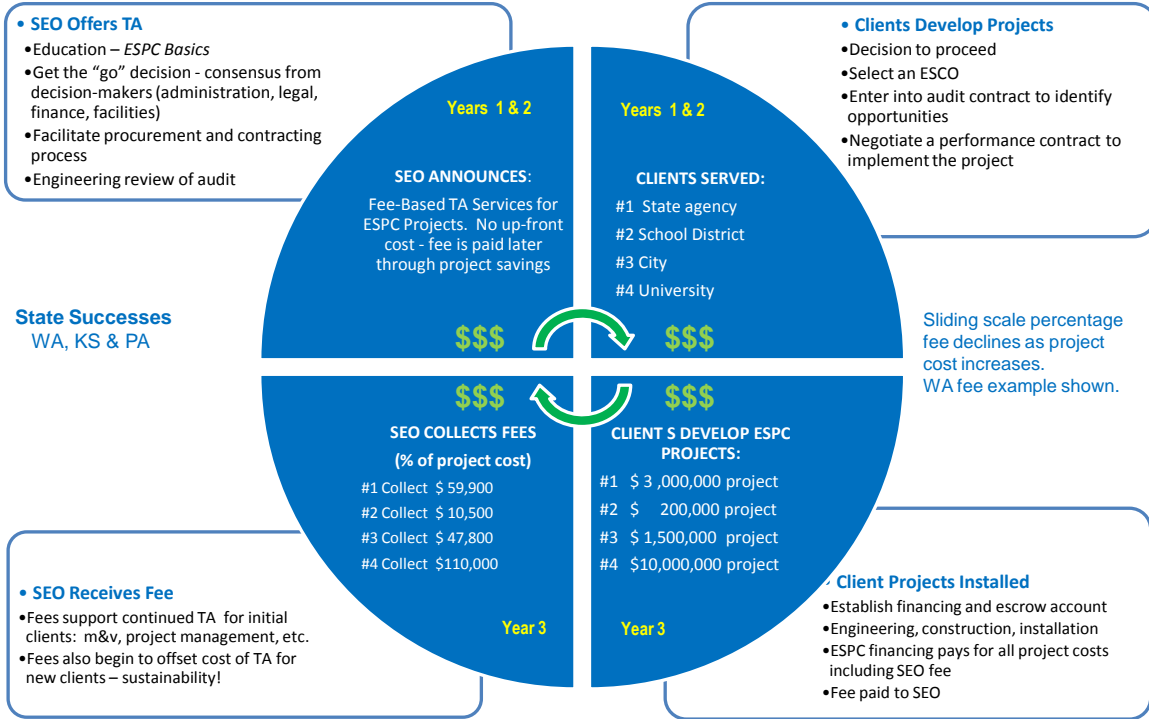 • SEO Offers TA
•Education – ESPC Basics
•Get the “go” decision - consensus from
decision-makers (administration, legal,
finance, facilities)
•Facilitate procurement and contracting
process
•Engineering review of audit
• Clients Develop Projects
•Decision to proceed
•Select an ESCO
•Enter into audit contract to identify
opportunities
•Negotiate a performance contract to
implement the project
Years 1 & 2
SEO ANNOUNCES:
Fee-Based TA Services for
ESPC Projects. No up-front
cost - fee is paid later
through project savings
$$$
Years 1 & 2
CLIENTS SERVED:
#1 State agency
#2 School District
#3 City
#4 University
$$$
State Successes
WA, KS & PA
Sliding scale percentage
fee declines as project
cost increases.
WA fee example shown.
$$$
SEO COLLECTS FEES
(% of project cost)
#1 Collect $ 59,900
#2 Collect $ 10,500
#3 Collect $ 47,800
#4 Collect $110,000
Year 3
$$$
CLIENT S DEVELOP ESPC
PROJECTS:
#1 $ 3 ,000,000 project
#2 $ 200,000 project
#3 $ 1,500,000 project
#4 $10,000,000 project
Year 3
• SEO Receives Fee
•Fees support continued TA for initial
clients: m&v, project management, etc.
•Fees also begin to offset cost of TA for
new clients – sustainability!
• Client Projects Installed
•Establish financing and escrow account
•Engineering, construction, installation
•ESPC financing pays for all project costs
including SEO fee
•Fee paid to SEO